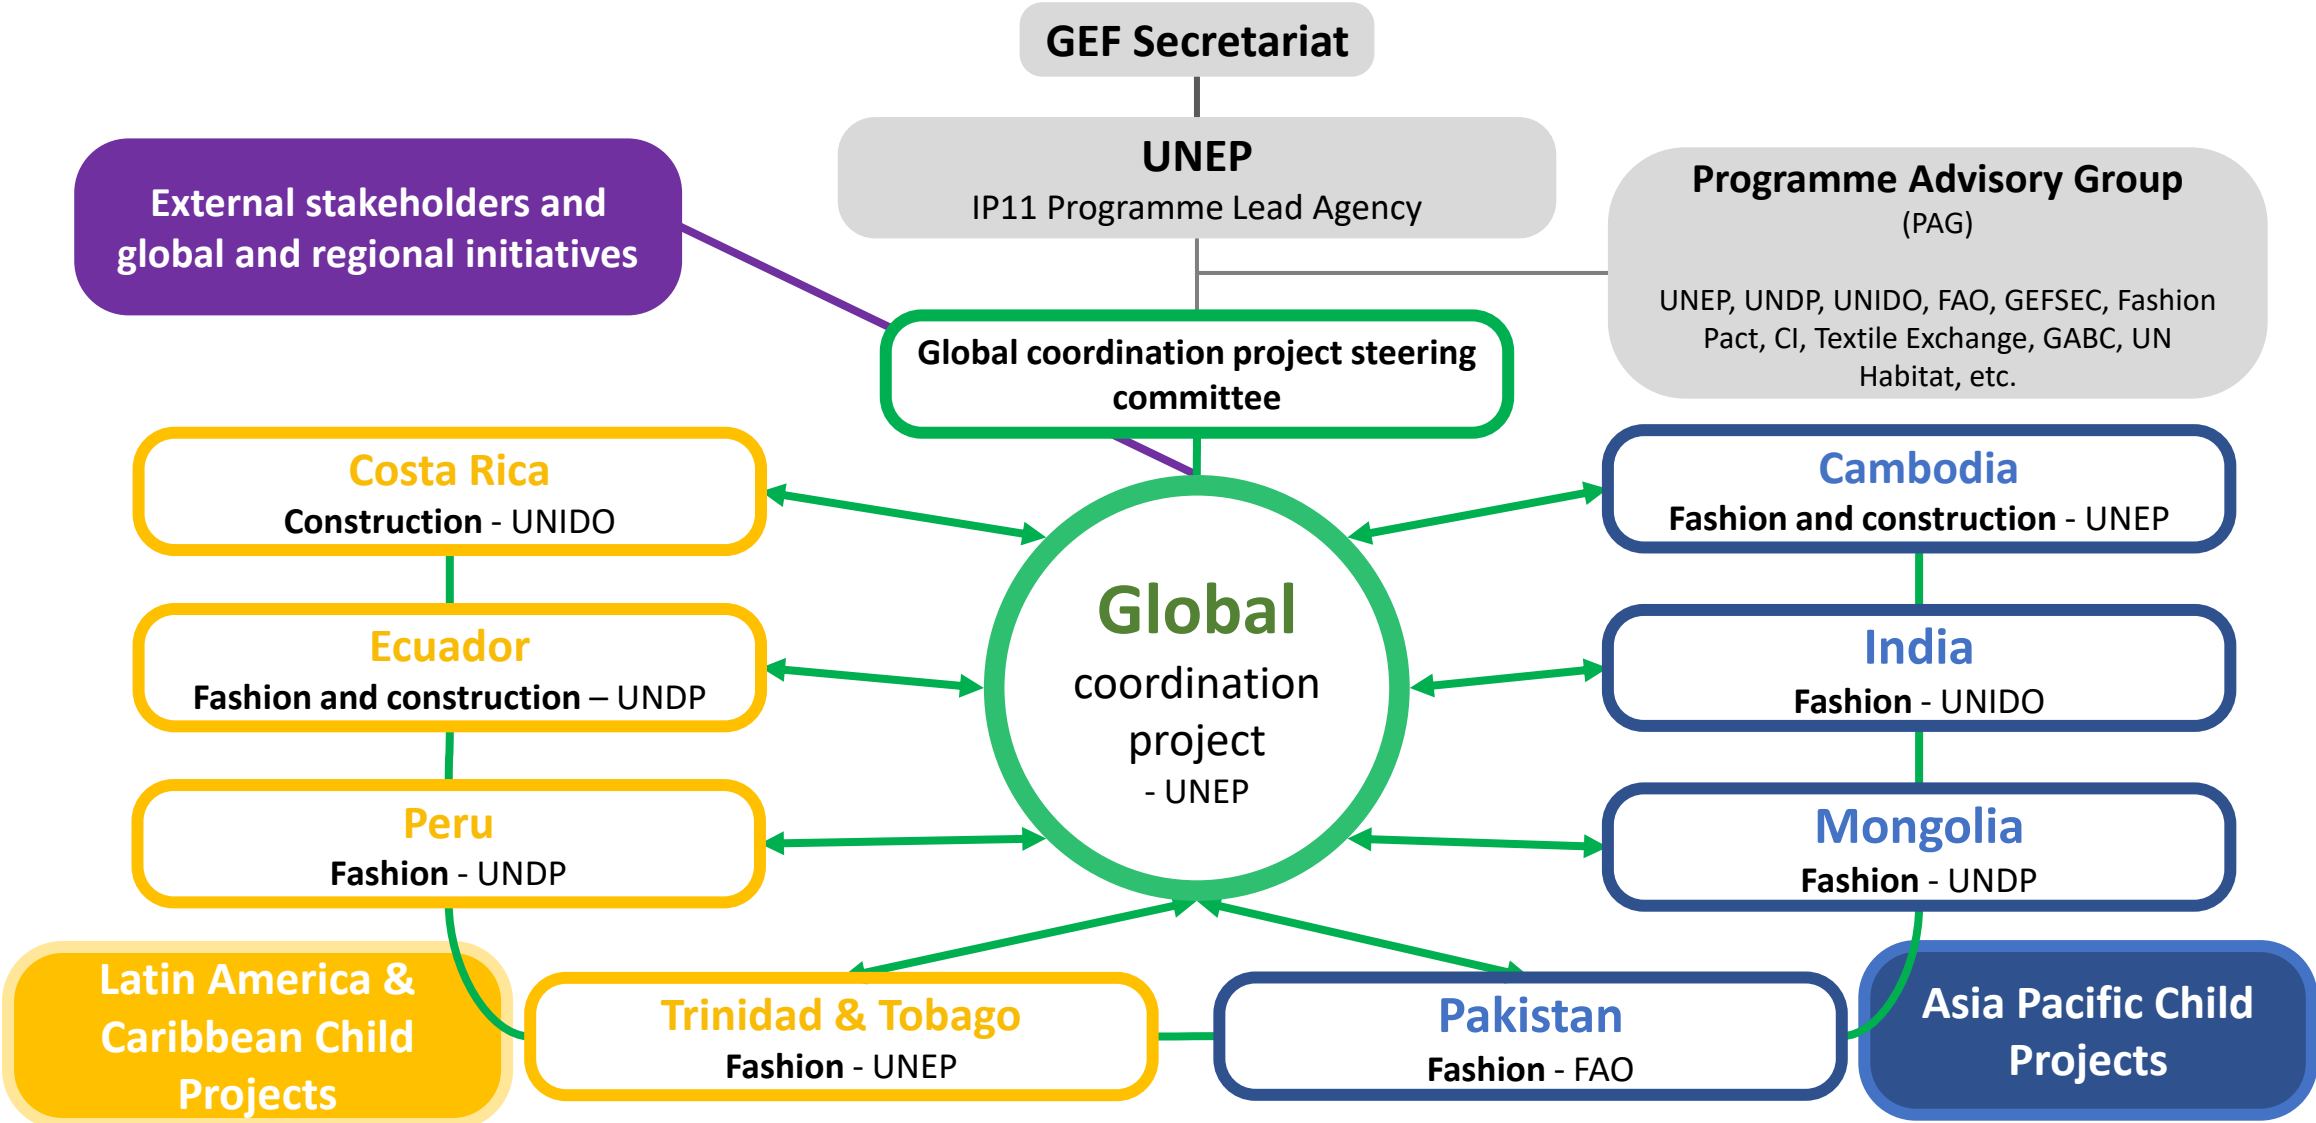 GEF Secretariat
UNEP
IP11 Programme Lead Agency
External stakeholders and
global and regional initiatives
Programme Advisory Group
(PAG)
UNEP, UNDP, UNIDO, FAO, GEFSEC, Fashion
Pact, CI, Textile Exchange, GABC, UN
Habitat, etc.
Global coordination project steering
committee
Costa Rica
Construction - UNIDO
Ecuador
Fashion and construction – UNDP
Peru
Fashion - UNDP
Global
coordination
project
- UNEP
Cambodia
Fashion and construction - UNEP
India
Fashion - UNIDO
Mongolia
Fashion - UNDP
Latin America &
Caribbean Child
Projects
Trinidad & Tobago
Fashion - UNEP
Pakistan
Fashion - FAO
Asia Pacific Child
Projects